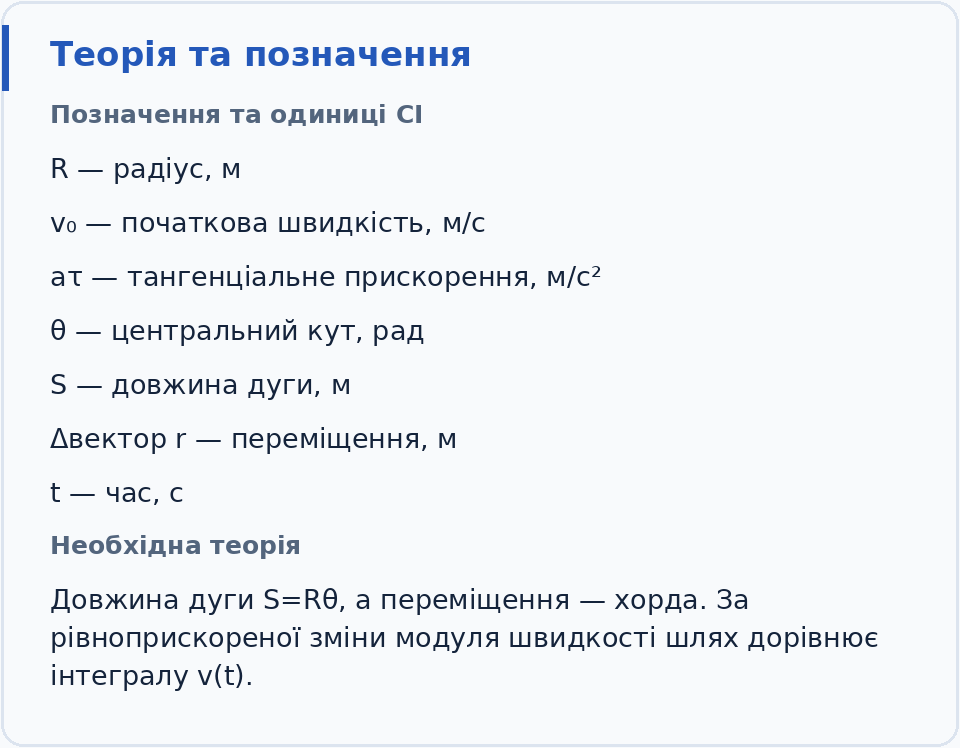 Теорія та позначення
Позначення та одиниці СІ
R — радіус, м
v₀ — початкова швидкість, м/с
aτ — тангенціальне прискорення, м/с²
θ — центральний кут, рад
S — довжина дуги, м
Δвектор r — переміщення, м
t — час, с
Необхідна теорія
Довжина дуги S=Rθ, а переміщення — хорда. За
рівноприскореної зміни модуля швидкості шлях дорівнює
інтегралу v(t).